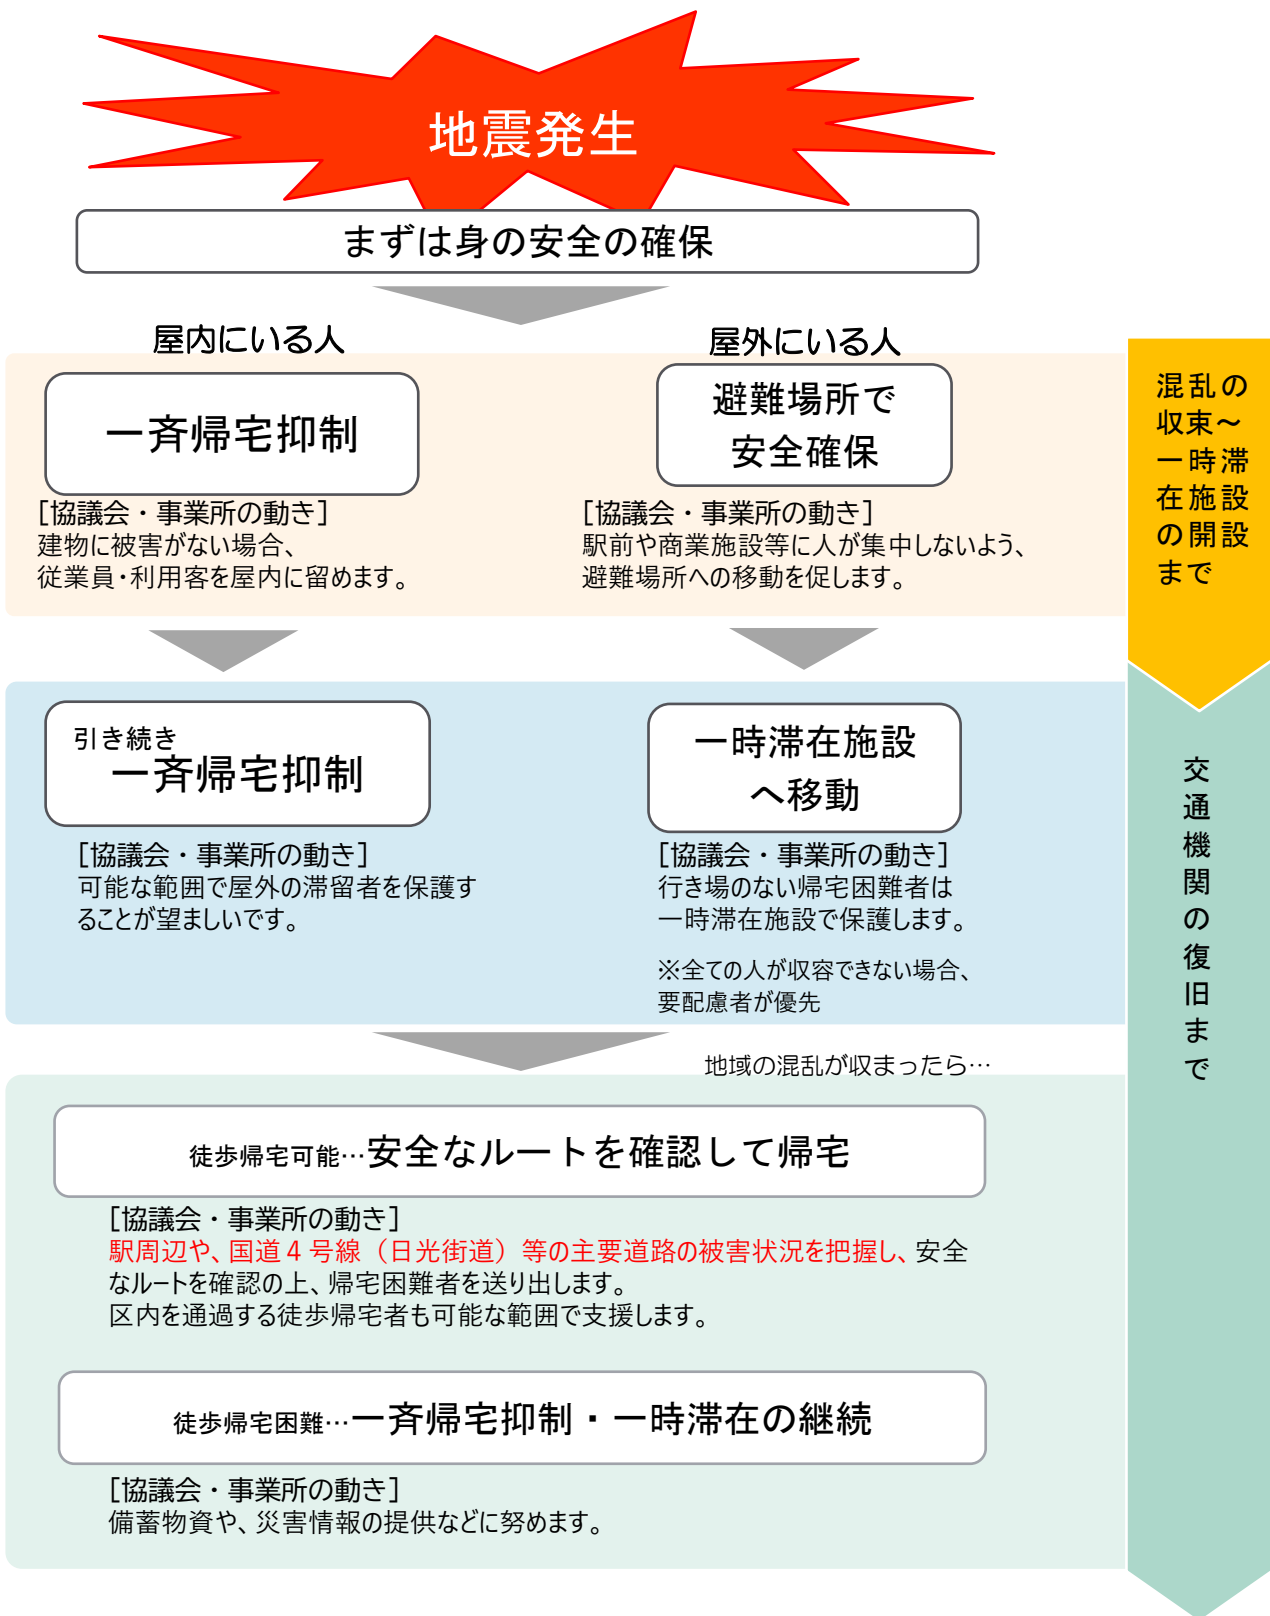 地震発生
まずは身の安全の確保
屋内にいる人
一斉帰宅抑制
[協議会・事業所の動き]
建物に被害がない場合、
従業員・利用客を屋内に留めます。
屋外にいる人
避難場所で
安全確保
[協議会・事業所の動き]
駅前や商業施設等に人が集中しないよう、
避難場所への移動を促します。
混乱の
収束～
一時滞
在施設
の開設
まで
引き続き
一斉帰宅抑制
[協議会・事業所の動き]
可能な範囲で屋外の滞留者を保護す
ることが望ましいです。
一時滞在施設
へ移動
[協議会・事業所の動き]
行き場のない帰宅困難者は
一時滞在施設で保護します。
※全ての人が収容できない場合、
要配慮者が優先
交通機関の復旧まで
地域の混乱が収まったら…
徒歩帰宅可能…安全なルートを確認して帰宅
[協議会・事業所の動き]
駅周辺や、国道４号線（日光街道）等の主要道路の被害状況を把握し、安全
なルートを確認の上、帰宅困難者を送り出します。
区内を通過する徒歩帰宅者も可能な範囲で支援します。
徒歩帰宅困難…一斉帰宅抑制・一時滞在の継続
[協議会・事業所の動き]
備蓄物資や、災害情報の提供などに努めます。